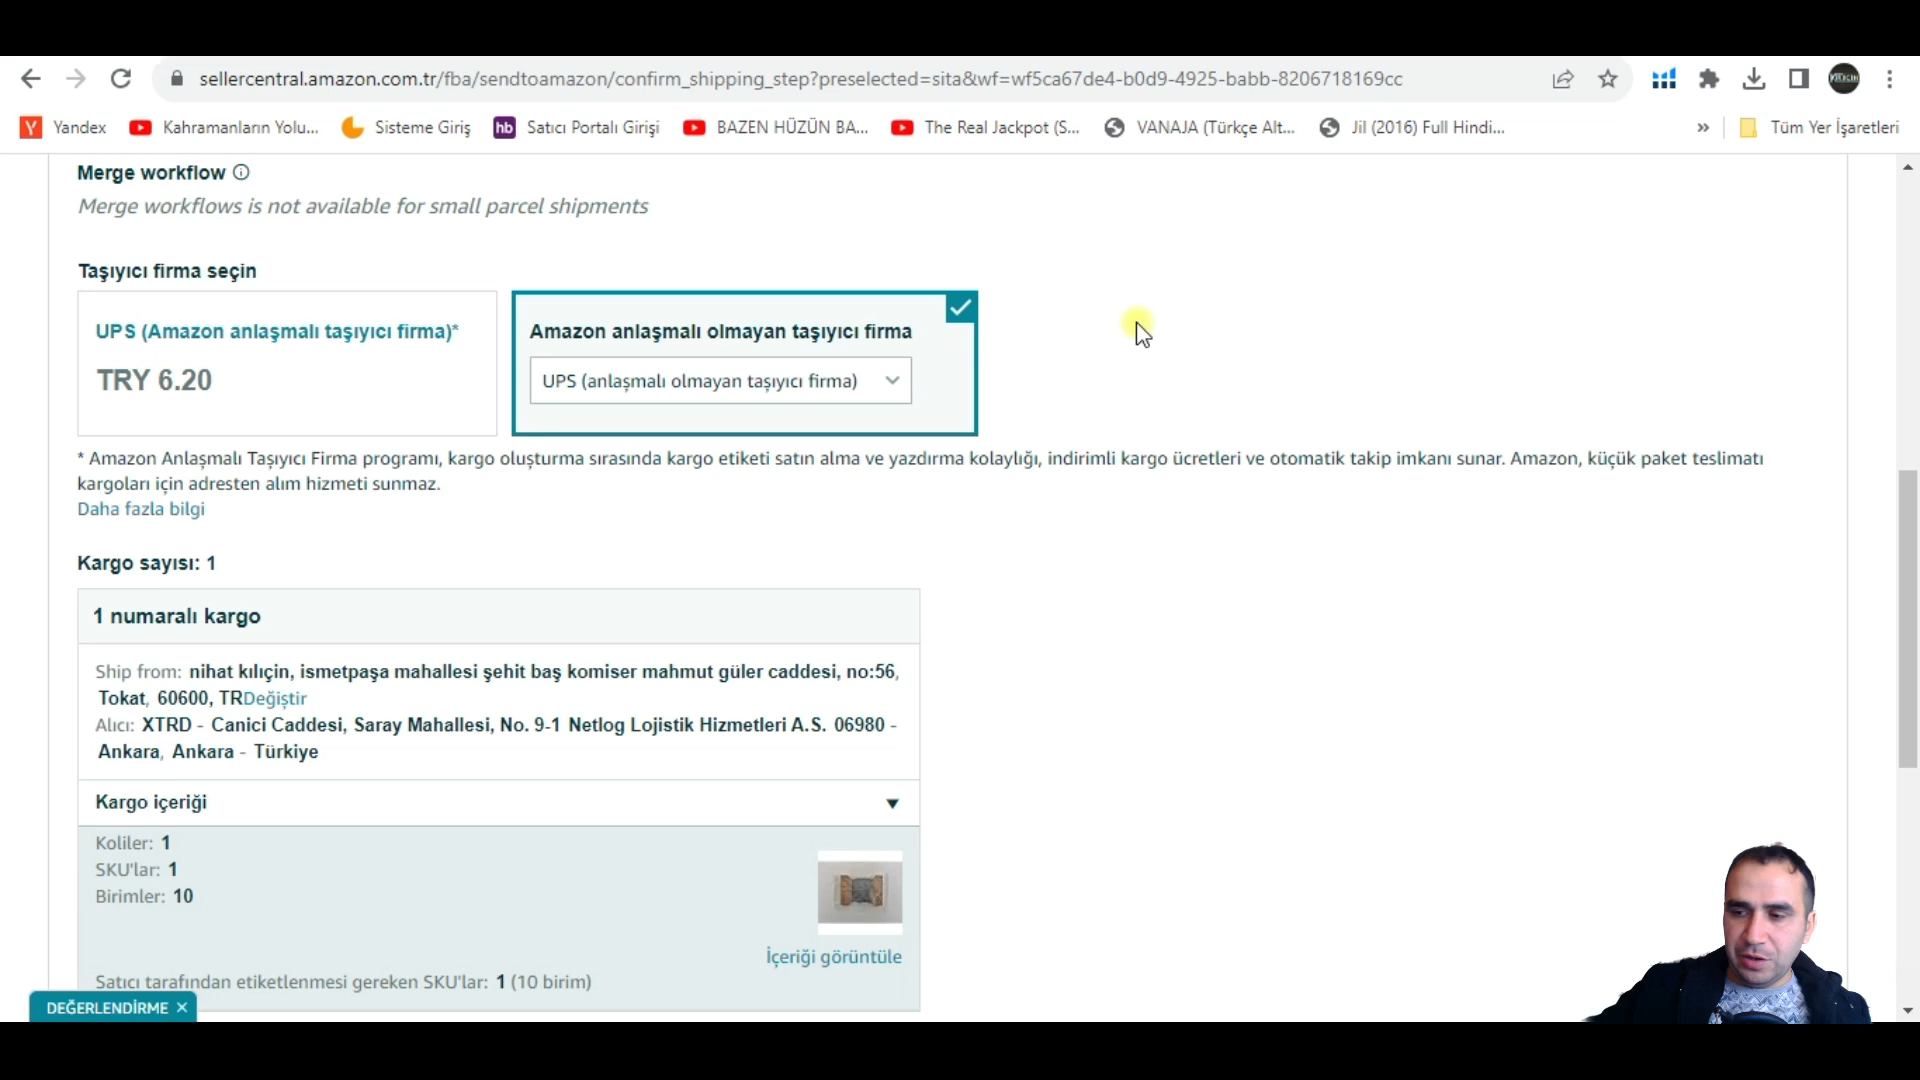 sellercentral.amazon.com.tr/fba/sendtoamazon/confirm_shipping_step?preselected=sita&wf=wf5ca67de4-b0d9-4925-babb-8206718169cc
Yandex
Kahramanların Yolu...
Sisteme Giriş
hb Satıcı Portalı Girişi
BAZEN HÜZÜN BA...
The Real Jackpot (S...
VANAJA (Türkçe Alt...
Jil (2016) Full Hindi...
» Tüm Yer İşaretleri
Merge workflow
Merge workflows is not available for small parcel shipments
Taşıyıcı firma seçin
UPS (Amazon anlaşmalı taşıyıcı firma)*
TRY 6.20
Amazon anlaşmalı olmayan taşıyıcı firma
UPS (anlaşmalı olmayan taşıyıcı firma)
* Amazon Anlaşmalı Taşıyıcı Firma programı, kargo oluşturma sırasında kargo etiketi satın alma ve yazdırma kolaylığı, indirimli kargo ücretleri ve otomatik takip imkanı sunar. Amazon, küçük paket teslimatı
kargoları için adresten alım hizmeti sunmaz.
Daha fazla bilgi
Kargo sayısı: 1
1 numaralı kargo
Ship from: nihat kılıçin, ismetpaşa mahallesi şehit baş komiser mahmut güler caddesi, no:56,
Tokat, 60600, TRDeğiştir
Alıcı: XTRD - Canici Caddesi, Saray Mahallesi, No. 9-1 Netlog Lojistik Hizmetleri A.S. 06980 -
Ankara, Ankara - Türkiye
Kargo içeriği
Koliler: 1
SKU'lar: 1
Birimler: 10
İçeriği görüntüle
Satıcı tarafından etiketlenmesi gereken SKU'lar: 1 (10 birim)
DEĞERLENDİRME ×